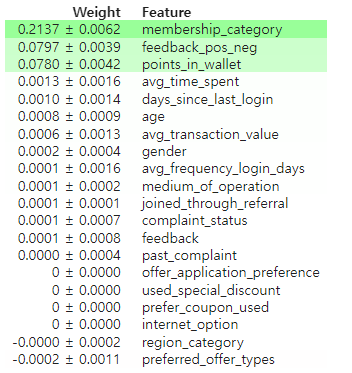 Weight Feature
0.2137 ± 0.0062 membership_category
0.0797 ± 0.0039 feedback_pos_neg
0.0780 ± 0.0042 points_in_wallet
0.0013 ± 0.0016 avg_time_spent
0.0010 ± 0.0014 days_since_last_login
0.0008 ± 0.0009 age
0.0006 ± 0.0013 avg_transaction_value
0.0002 ± 0.0004 gender
0.0001 ± 0.0016 avg_frequency_login_days
0.0001 ± 0.0002 medium_of_operation
0.0001 ± 0.0001 joined_through_referral
0.0001 ± 0.0007 complaint_status
0.0001 ± 0.0008 feedback
0.0000 ± 0.0004 past_complaint
0 ± 0.0000 offer_application_preference
0 ± 0.0000 used_special_discount
0 ± 0.0000 prefer_coupon_used
0 ± 0.0000 internet_option
-0.0000 ± 0.0002 region_category
-0.0002 ± 0.0011 preferred_offer_types